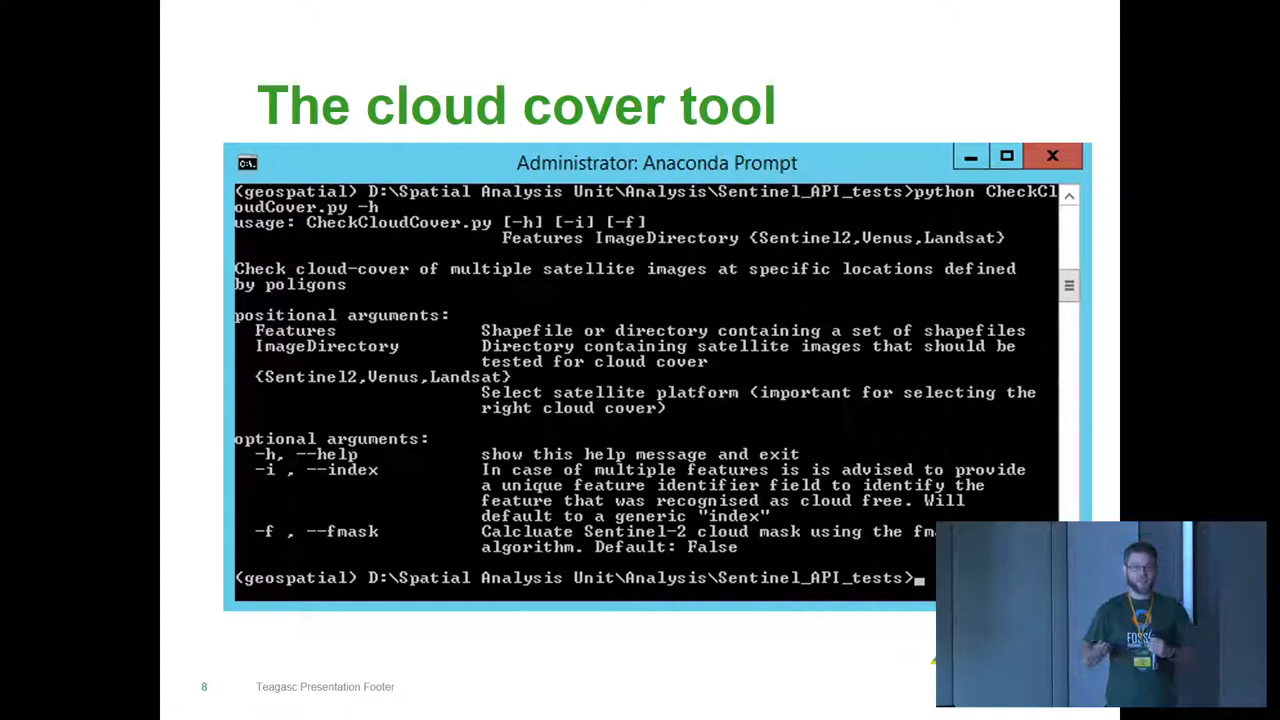 The cloud cover tool
Administrator: Anaconda Prompt
(geospatial) D:\Spatial Analysis Unit\Analysis\Sentinel_API_tests>python CheckCl
oudCover.py -h
usage: CheckCloudCover.py [-h] [-i] [-f]
Features ImageDirectory {Sentinel2,Venus,Landsat}
Check cloud-cover of multiple satellite images at specific locations defined
by poligons
positional arguments:
Features Shapefile or directory containing a set of shapefiles
ImageDirectory Directory containing satellite images that should be
tested for cloud cover
{Sentinel2,Venus,Landsat}
Select satellite platform (important for selecting the
right cloud cover)
optional arguments:
-h, --help show this help message and exit
-i , --index In case of multiple features is is advised to provide
a unique feature identifier field to identify the
feature that was recognised as cloud free. Will
default to a generic "index"
-f , --fmask Calcluate Sentinel-2 cloud mask using the
algorithm. Default: False
(geospatial) D:\Spatial Analysis Unit\Analysis\Sentinel_API_tests>
8 Teagasc Presentation Footer